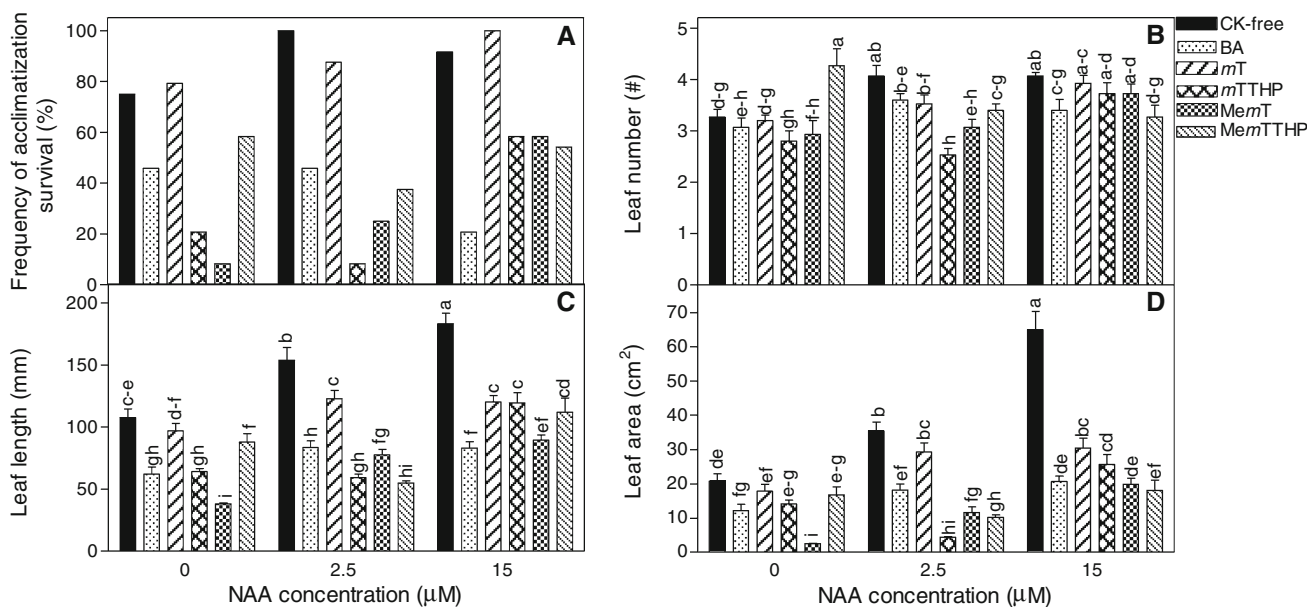 A
Frequency of acclimatization
survival (%)
100
80
60
40
20
0
B
Leaf number (#)
5
4
3
2
1
0
d-g
e-h
d-g
gh
f-h
a
ab
b-e
b-f
h
e-h
c-g
ab
c-g
a-c
a-d
a-d
d-g
CK-free
BA
mT
mTTHP
MemT
MemTTHP
C
Leaf length (mm)
200
150
100
50
0
c-e
gh
d-f
gh
i
f
b
h
c
gh
fg
hi
a
f
c
c
ef
cd
0
2.5
15
NAA concentration (μM)
D
Leaf area (cm²)
70
60
50
40
30
20
10
0
de
fg
ef
e-g
i
e-g
b
ef
bc
hi
fg
gh
a
de
bc
cd
de
ef
0
2.5
15
NAA concentration (μM)